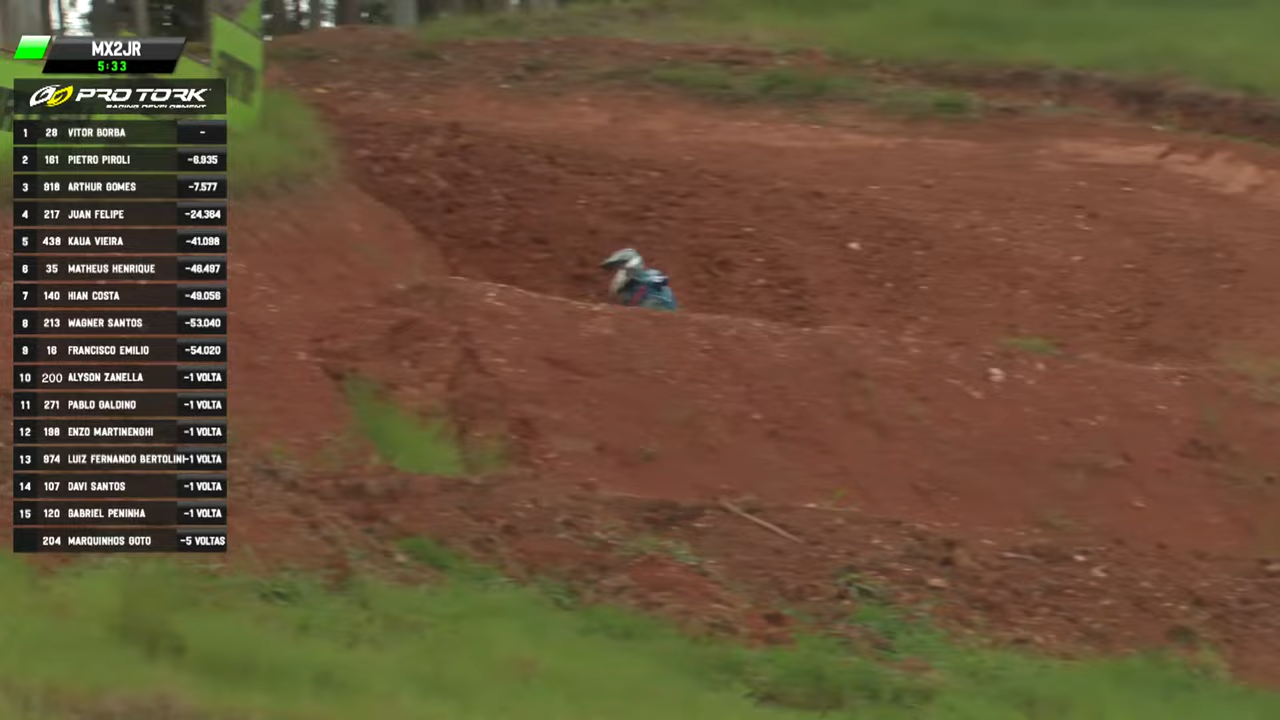 MX2JR
5:33
PRO TORK
RACING DEVELOPMENT
1 28 VITOR BORBA -
2 161 PIETRO PIROLI -6.935
3 918 ARTHUR GOMES -7.577
4 217 JUAN FELIPE -24.364
5 438 KAUA VIEIRA -41.098
6 35 MATHEUS HENRIQUE -46.497
7 140 HIAN COSTA -49.056
8 213 WAGNER SANTOS -53.040
9 16 FRANCISCO EMILIO -54.020
10 200 ALYSON ZANELLA -1 VOLTA
11 271 PABLO GALDINO -1 VOLTA
12 198 ENZO MARTINENGHI -1 VOLTA
13 974 LUIZ FERNANDO BERTOLINI -1 VOLTA
14 107 DAVI SANTOS -1 VOLTA
15 120 GABRIEL PENINHA -1 VOLTA
204 MARQUINHOS GOTO -5 VOLTAS